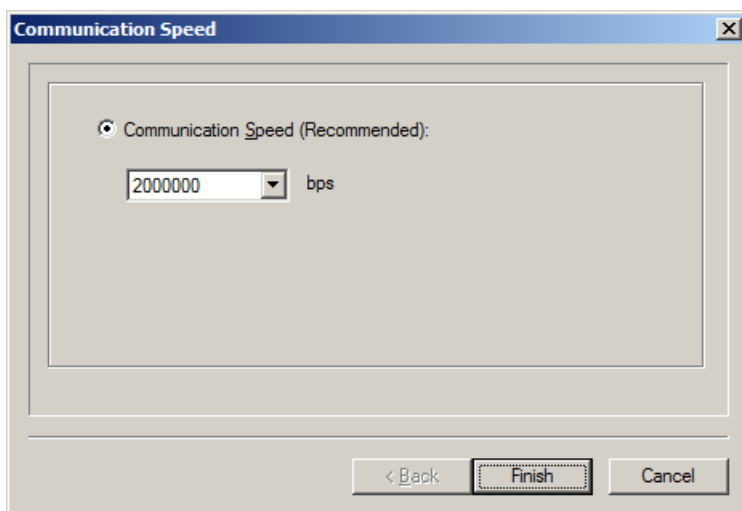 Communication Speed
Communication Speed (Recommended):
2000000 bps
< Back Finish Cancel